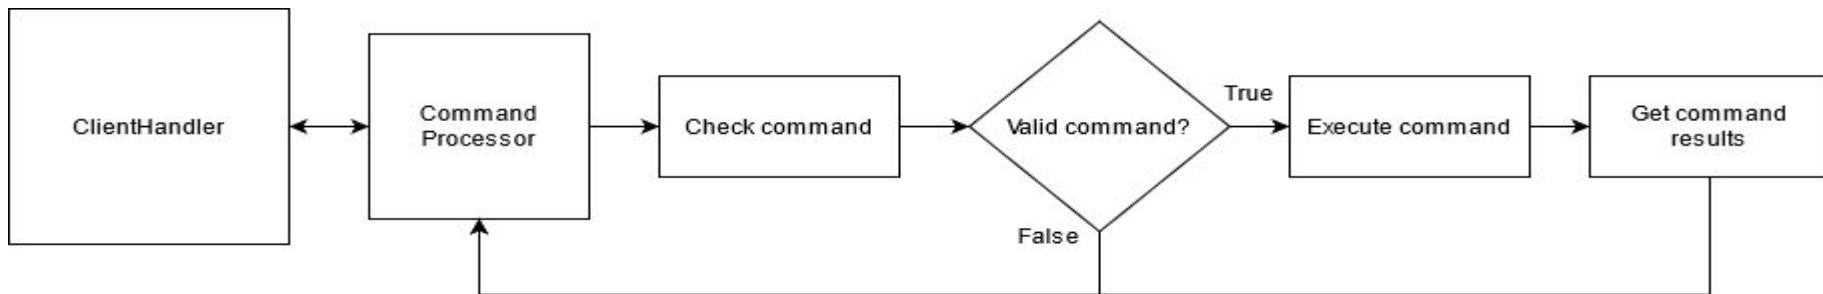 ClientHandler
Command
Processor
Check command
Valid command?
True
False
Execute command
Get command
results